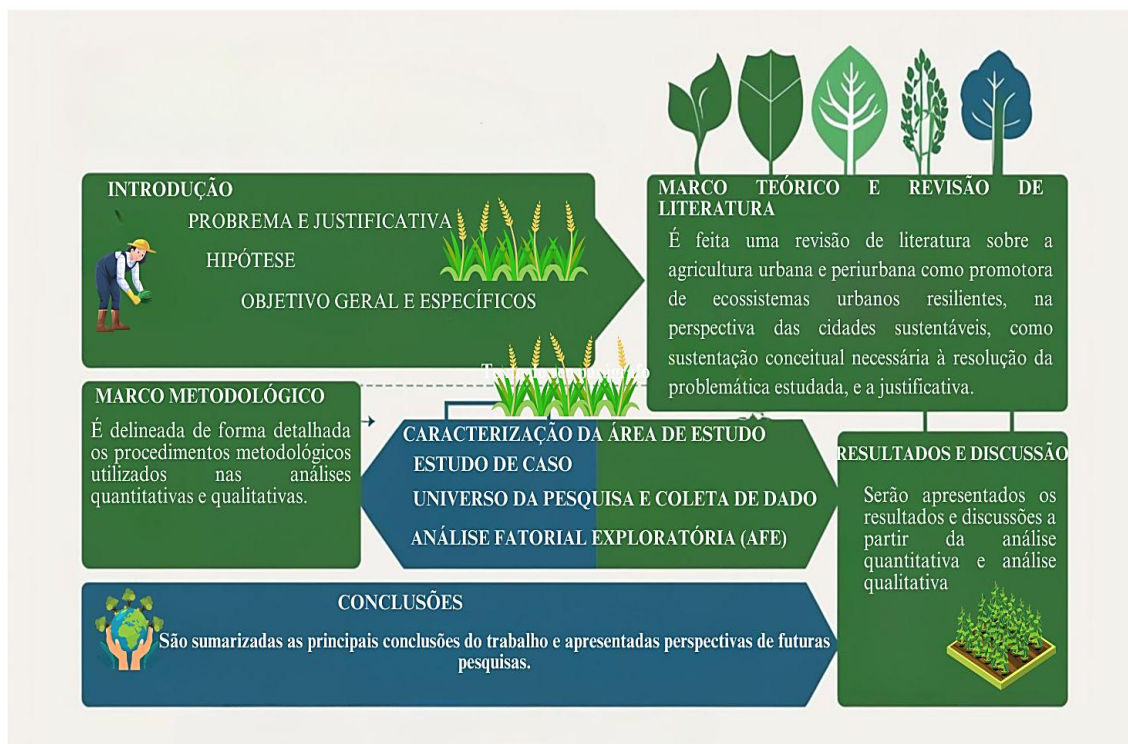 INTRODUÇÃO
PROBREMA E JUSTIFICATIVA
HIPÓTESE
OBJETIVO GERAL E ESPECÍFICOS
MARCO TEÓRICO E REVISÃO DE
LITERATURA
É feita uma revisão de literatura sobre a
agricultura urbana e periurbana como promotora
de ecossistemas urbanos resilientes, na
perspectiva das cidades sustentáveis, como
sustentação conceitual necessária à resolução da
problemática estudada, e a justificativa.
MARCO METODOLÓGICO
É delineada de forma detalhada
os procedimentos metodológicos
utilizados nas análises
quantitativas e qualitativas.
CARACTERIZAÇÃO DA ÁREA DE ESTUDO
ESTUDO DE CASO
UNIVERSO DA PESQUISA E COLETA DE DADO
ANÁLISE FATORIAL EXPLORATÓRIA (AFE)
RESULTADOS E DISCUSSÃO
Serão apresentados os
resultados e discussões a
partir da análise
quantitativa e análise
qualitativa
CONCLUSÕES
São sumarizadas as principais conclusões do trabalho e apresentadas perspectivas de futuras
pesquisas.